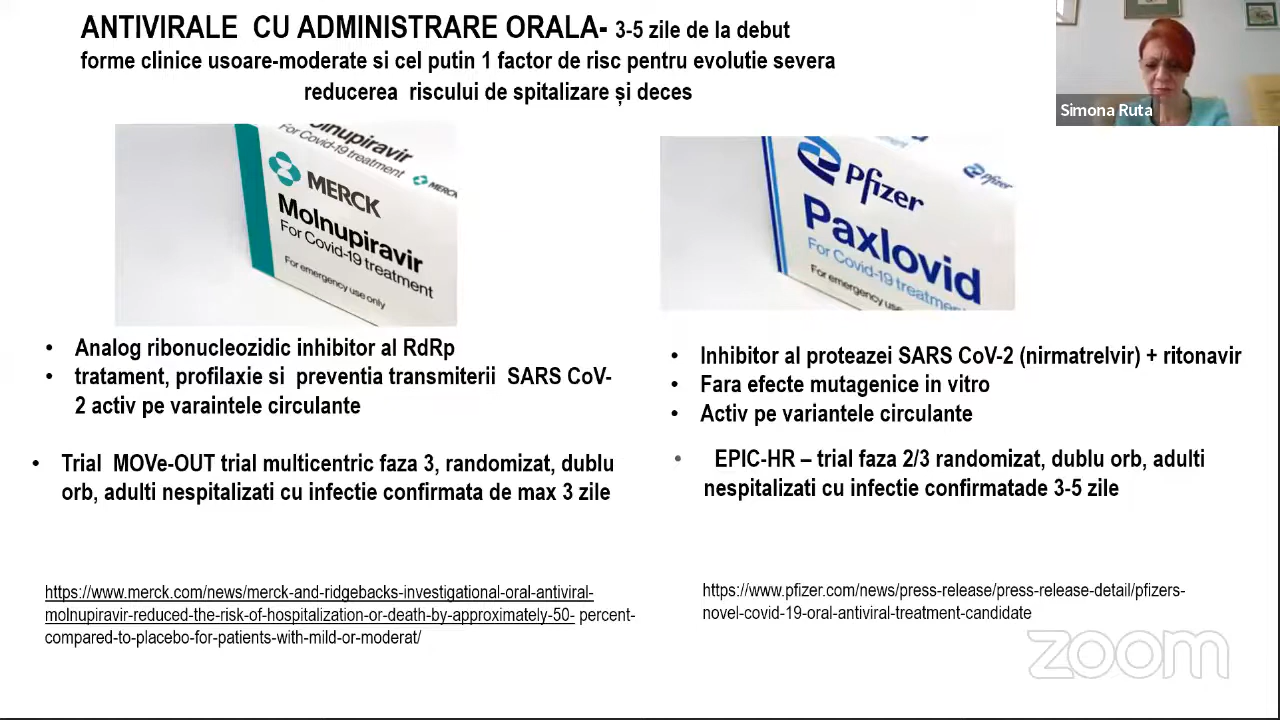 ANTIVIRALE CU ADMINISTRARE ORALA- 3-5 zile de la debut
forme clinice usoare-moderate si cel putin 1 factor de risc pentru evolutie severa
reducerea riscului de spitalizare și deces
Simona Ruta
For Covid-19 treatment
MERCK
MERCK
Molnupiravir
For Covid-19 treatment
For emergency use only
Pfizer
Pfizer
Paxlovid
For Covid-19
For emergency use
• Analog ribonucleozidic inhibitor al RdRp
• tratament, profilaxie si preventia transmiterii SARS CoV-
2 activ pe varaintele circulante
• Trial MOVe-OUT trial multicentric faza 3, randomizat, dublu
orb, adulti nespitalizati cu infectie confirmata de max 3 zile
• Inhibitor al proteazei SARS CoV-2 (nirmatrelvir) + ritonavir
• Fara efecte mutagenice in vitro
• Activ pe variantele circulante
• EPIC-HR – trial faza 2/3 randomizat, dublu orb, adulti
nespitalizati cu infectie confirmatade 3-5 zile
https://www.merck.com/news/merck-and-ridgebacks-investigational-oral-antiviral-
molnupiravir-reduced-the-risk-of-hospitalization-or-death-by-approximately-50- percent-
compared-to-placebo-for-patients-with-mild-or-moderat/
https://www.pfizer.com/news/press-release/press-release-detail/pfizers-
novel-covid-19-oral-antiviral-treatment-candidate
zoom